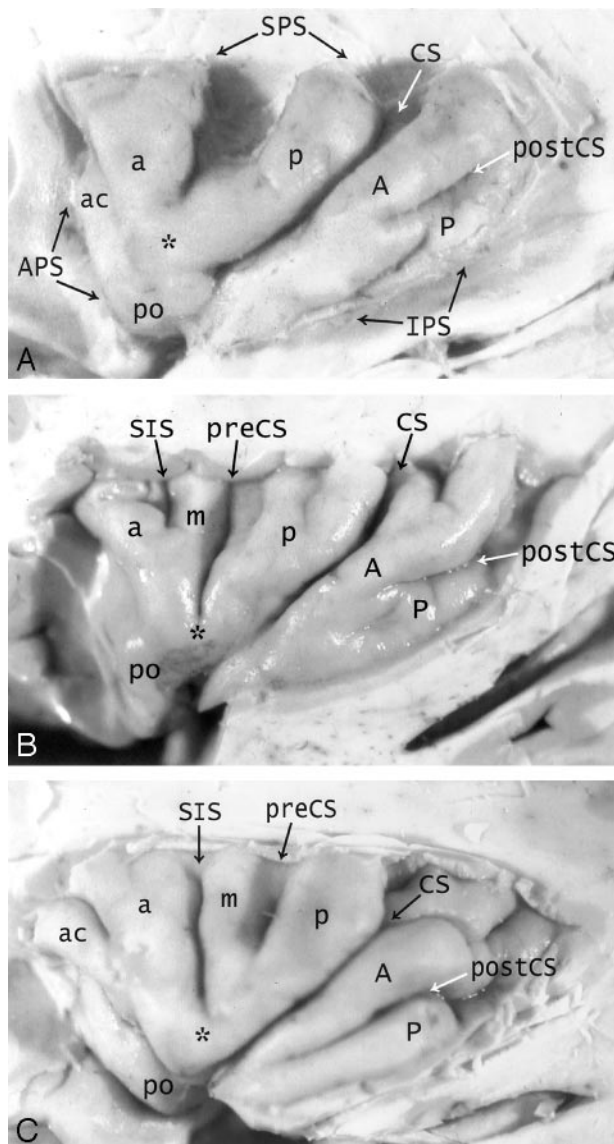 SPS CS
a p postCS
ac A
* P
APS
po IPS
A
SIS preCS CS
a m p postCS
A
* P
po
B
SIS preCS
a m p CS
ac A postCS
* P
po
C